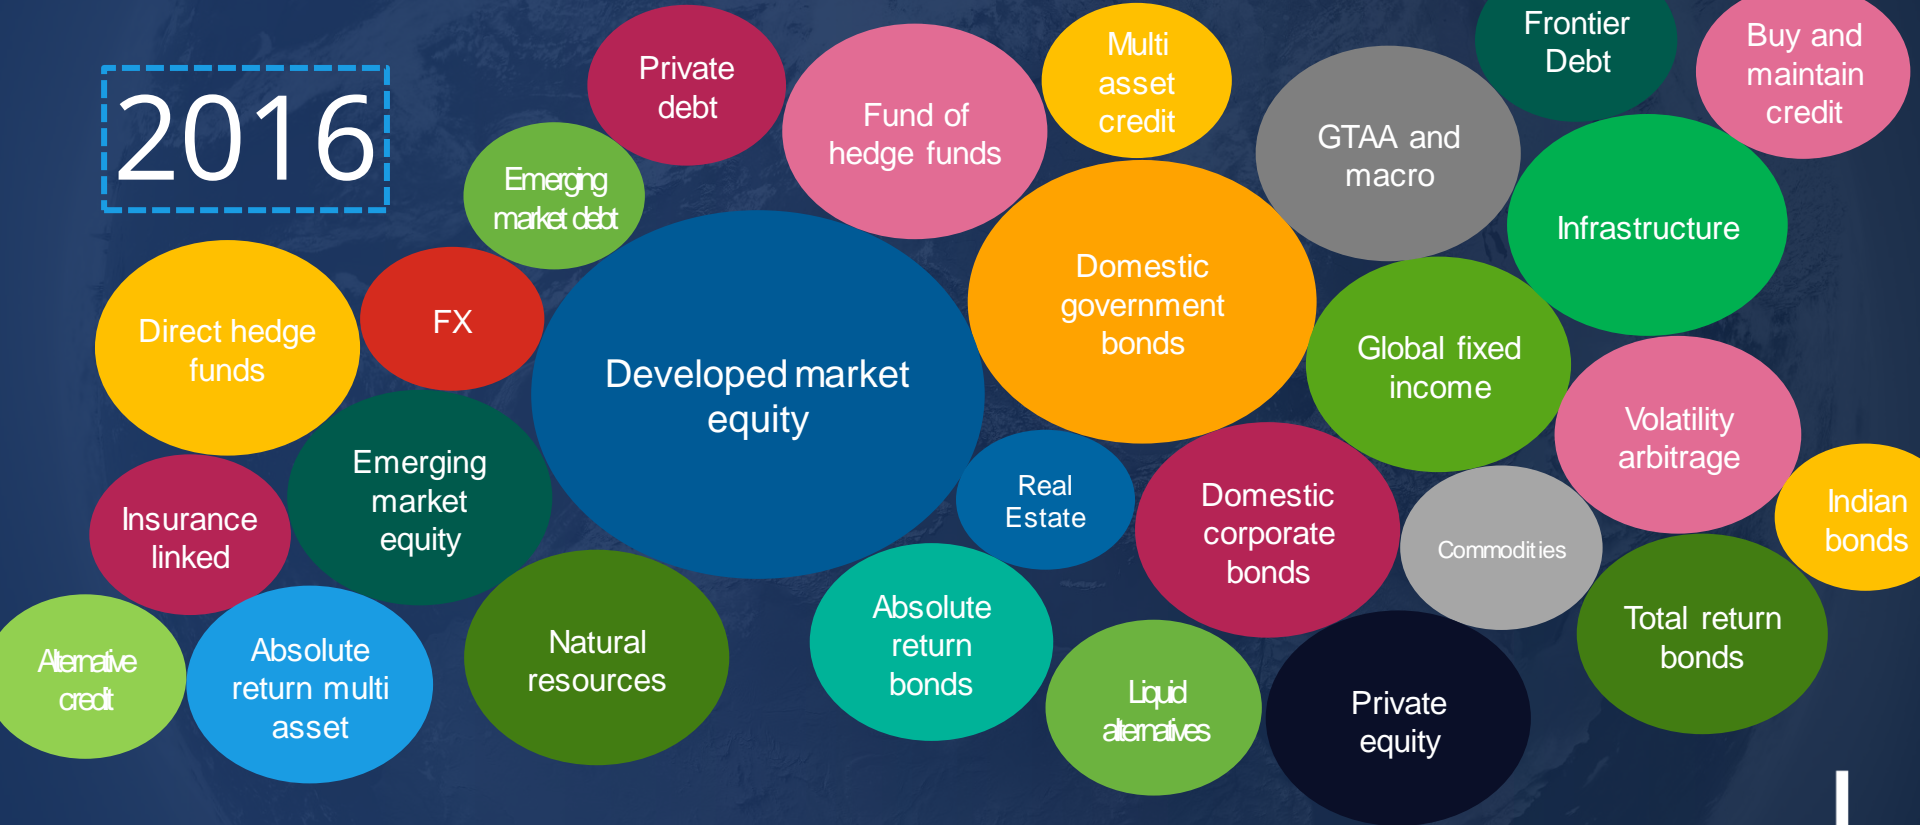 2016
Private
debt
Fund of
hedge funds
Multi
asset
credit
GTAA and
macro
Frontier
Debt
Buy and
maintain
credit
Emerging
market debt
Infrastructure
Direct hedge
funds
FX
Developed market
equity
Domestic
government
bonds
Global fixed
income
Volatility
arbitrage
Insurance
linked
Emerging
market
equity
Real
Estate
Domestic
corporate
bonds
Commodities
Indian
bonds
Alternative
credit
Absolute
return multi
asset
Natural
resources
Absolute
return
bonds
Liquid
alternatives
Private
equity
Total return
bonds